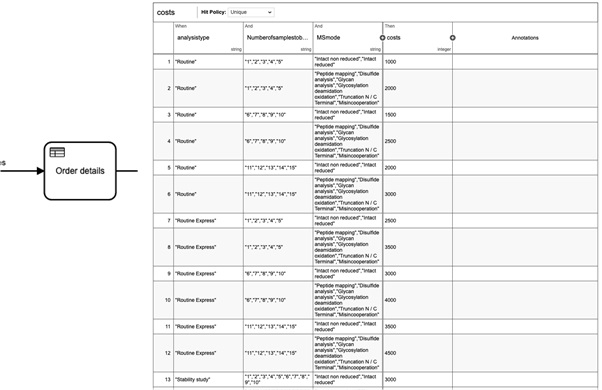 costs
Hit Policy:
Unique
When
And
And
Then
analysistype
Numberofsamplestob...
MSmode
costs
Annotations
string
string
string
integer
1
"Routine"
"1","2","3","4","5"
"Intact non reduced","Intact
reduced"
1000
2
"Routine"
"1","2","3","4","5"
"Peptide mapping","Disulfide
analysis","Glycan
analysis","Glycosylation
deamidation
oxidation","Truncation N / C
Terminal","Misincooperation"
2000
3
"Routine"
"6","7","8","9","10"
"Intact non reduced","Intact
reduced"
1500
4
"Routine"
"6","7","8","9","10"
"Peptide mapping","Disulfide
analysis","Glycan
analysis","Glycosylation
deamidation
oxidation","Truncation N / C
Terminal","Misincooperation"
2500
5
"Routine"
"11","12","13","14","15"
"Intact non reduced","Intact
reduced"
2000
6
"Routine"
"11","12","13","14","15"
"Peptide mapping","Disulfide
analysis","Glycan
analysis","Glycosylation
deamidation
oxidation","Truncation N / C
Terminal","Misincooperation"
3000
7
"Routine Express"
"1","2","3","4","5"
"Intact non reduced","Intact
reduced"
2500
8
"Routine Express"
"1","2","3","4","5"
"Peptide mapping","Disulfide
analysis","Glycan
analysis","Glycosylation
deamidation
oxidation","Truncation N / C
Terminal","Misincooperation"
3500
9
"Routine Express"
"6","7","8","9","10"
"Intact non reduced","Intact
reduced"
3000
10
"Routine Express"
"6","7","8","9","10"
"Peptide mapping","Disulfide
analysis","Glycan
analysis","Glycosylation
deamidation
oxidation","Truncation N / C
Terminal","Misincooperation"
4000
11
"Routine Express"
"11","12","13","14","15"
"Intact non reduced","Intact
reduced"
3500
12
"Routine Express"
"11","12","13","14","15"
"Peptide mapping","Disulfide
analysis","Glycan
analysis","Glycosylation
deamidation
oxidation","Truncation N / C
Terminal","Misincooperation"
4500
13
"Stability study"
"1","2","3","4","5","6","7","8",
"9","10"
"Intact non reduced","Intact
reduced"
3000
es
Order details